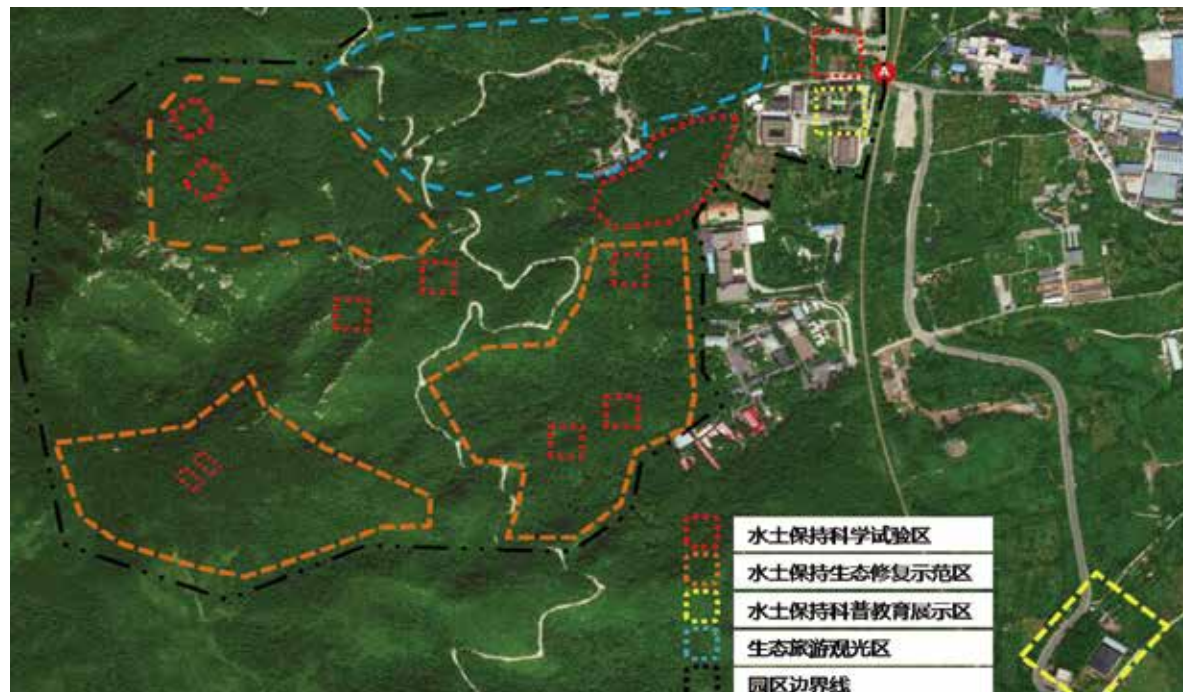 A
水土保持科学试验区
水土保持生态修复示范区
水土保持科普教育展示区
生态旅游观光区
园区边界线